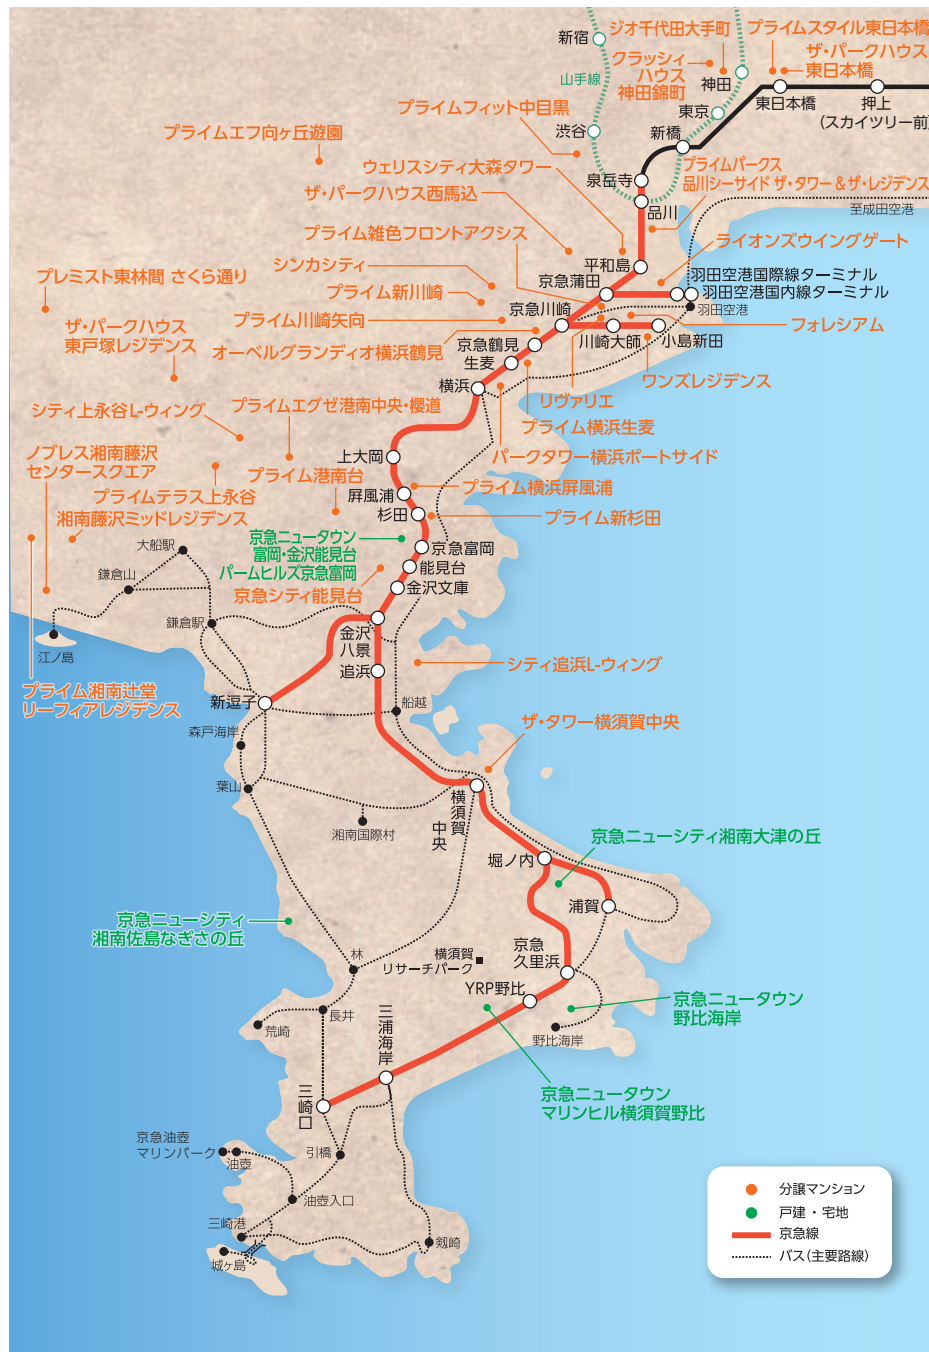 新宿
ジオ千代田大手町
プライムスタイル東日本橋
クラッシィ
ハウス
神田錦町
ザ・パークハウス
東日本橋
山手線
神田
東日本橋
押上
(スカイツリー前)
プライムフィット中目黒
東京
渋谷
新橋
プライムエフ向ヶ丘遊園
ウェリスシティ大森タワー
プライムパークス
品川シーサイド ザ・タワー&ザ・レジデンス
泉岳寺
ザ・パークハウス西馬込
品川
至成田空港
プライム雑色フロントアクシス
ライオンズウイングゲート
シンカシティ
平和島
京急蒲田
羽田空港国際線ターミナル
羽田空港国内線ターミナル
プレミスト東林間 さくら通り
プライム新川崎
京急川崎
羽田空港
ザ・パークハウス
東戸塚レジデンス
プライム川崎矢向
フォレシアム
オーベルグランディオ横浜鶴見
京急鶴見
生麦
川崎大師
小島新田
横浜
ワンズレジデンス
リヴァリエ
シティ上永谷L-ウィング
プライムエグゼ港南中央・櫻道
プライム横浜生麦
ノブレス湘南藤沢
センタースクエア
上大岡
パークタワー横浜ポートサイド
プライム港南台
プライムテラス上永谷
屏風浦
プライム横浜屏風浦
湘南藤沢ミッドレジデンス
杉田
プライム新杉田
京急ニュータウン
富岡・金沢能見台
パームヒルズ京急富岡
大船駅
京急富岡
能見台
鎌倉山
京急シティ能見台
金沢文庫
鎌倉駅
金沢
八景
江ノ島
追浜
シティ追浜L-ウィング
プライム湘南辻堂
リーフィアレジデンス
新逗子
船越
森戸海岸
ザ・タワー横須賀中央
葉山
横須賀
中央
湘南国際村
京急ニューシティ湘南大津の丘
堀ノ内
浦賀
京急ニューシティ
湘南佐島なぎさの丘
京急
久里浜
林
横須賀
リサーチパーク
YRP野比
京急ニュータウン
野比海岸
長井
荒崎
三浦海岸
野比海岸
三崎口
京急ニュータウン
マリンヒル横須賀野比
京急油壺
マリンパーク
油壺
引橋
油壺入口
三崎港
剱崎
城ヶ島
分譲マンション
戸建・宅地
京急線
バス(主要路線)